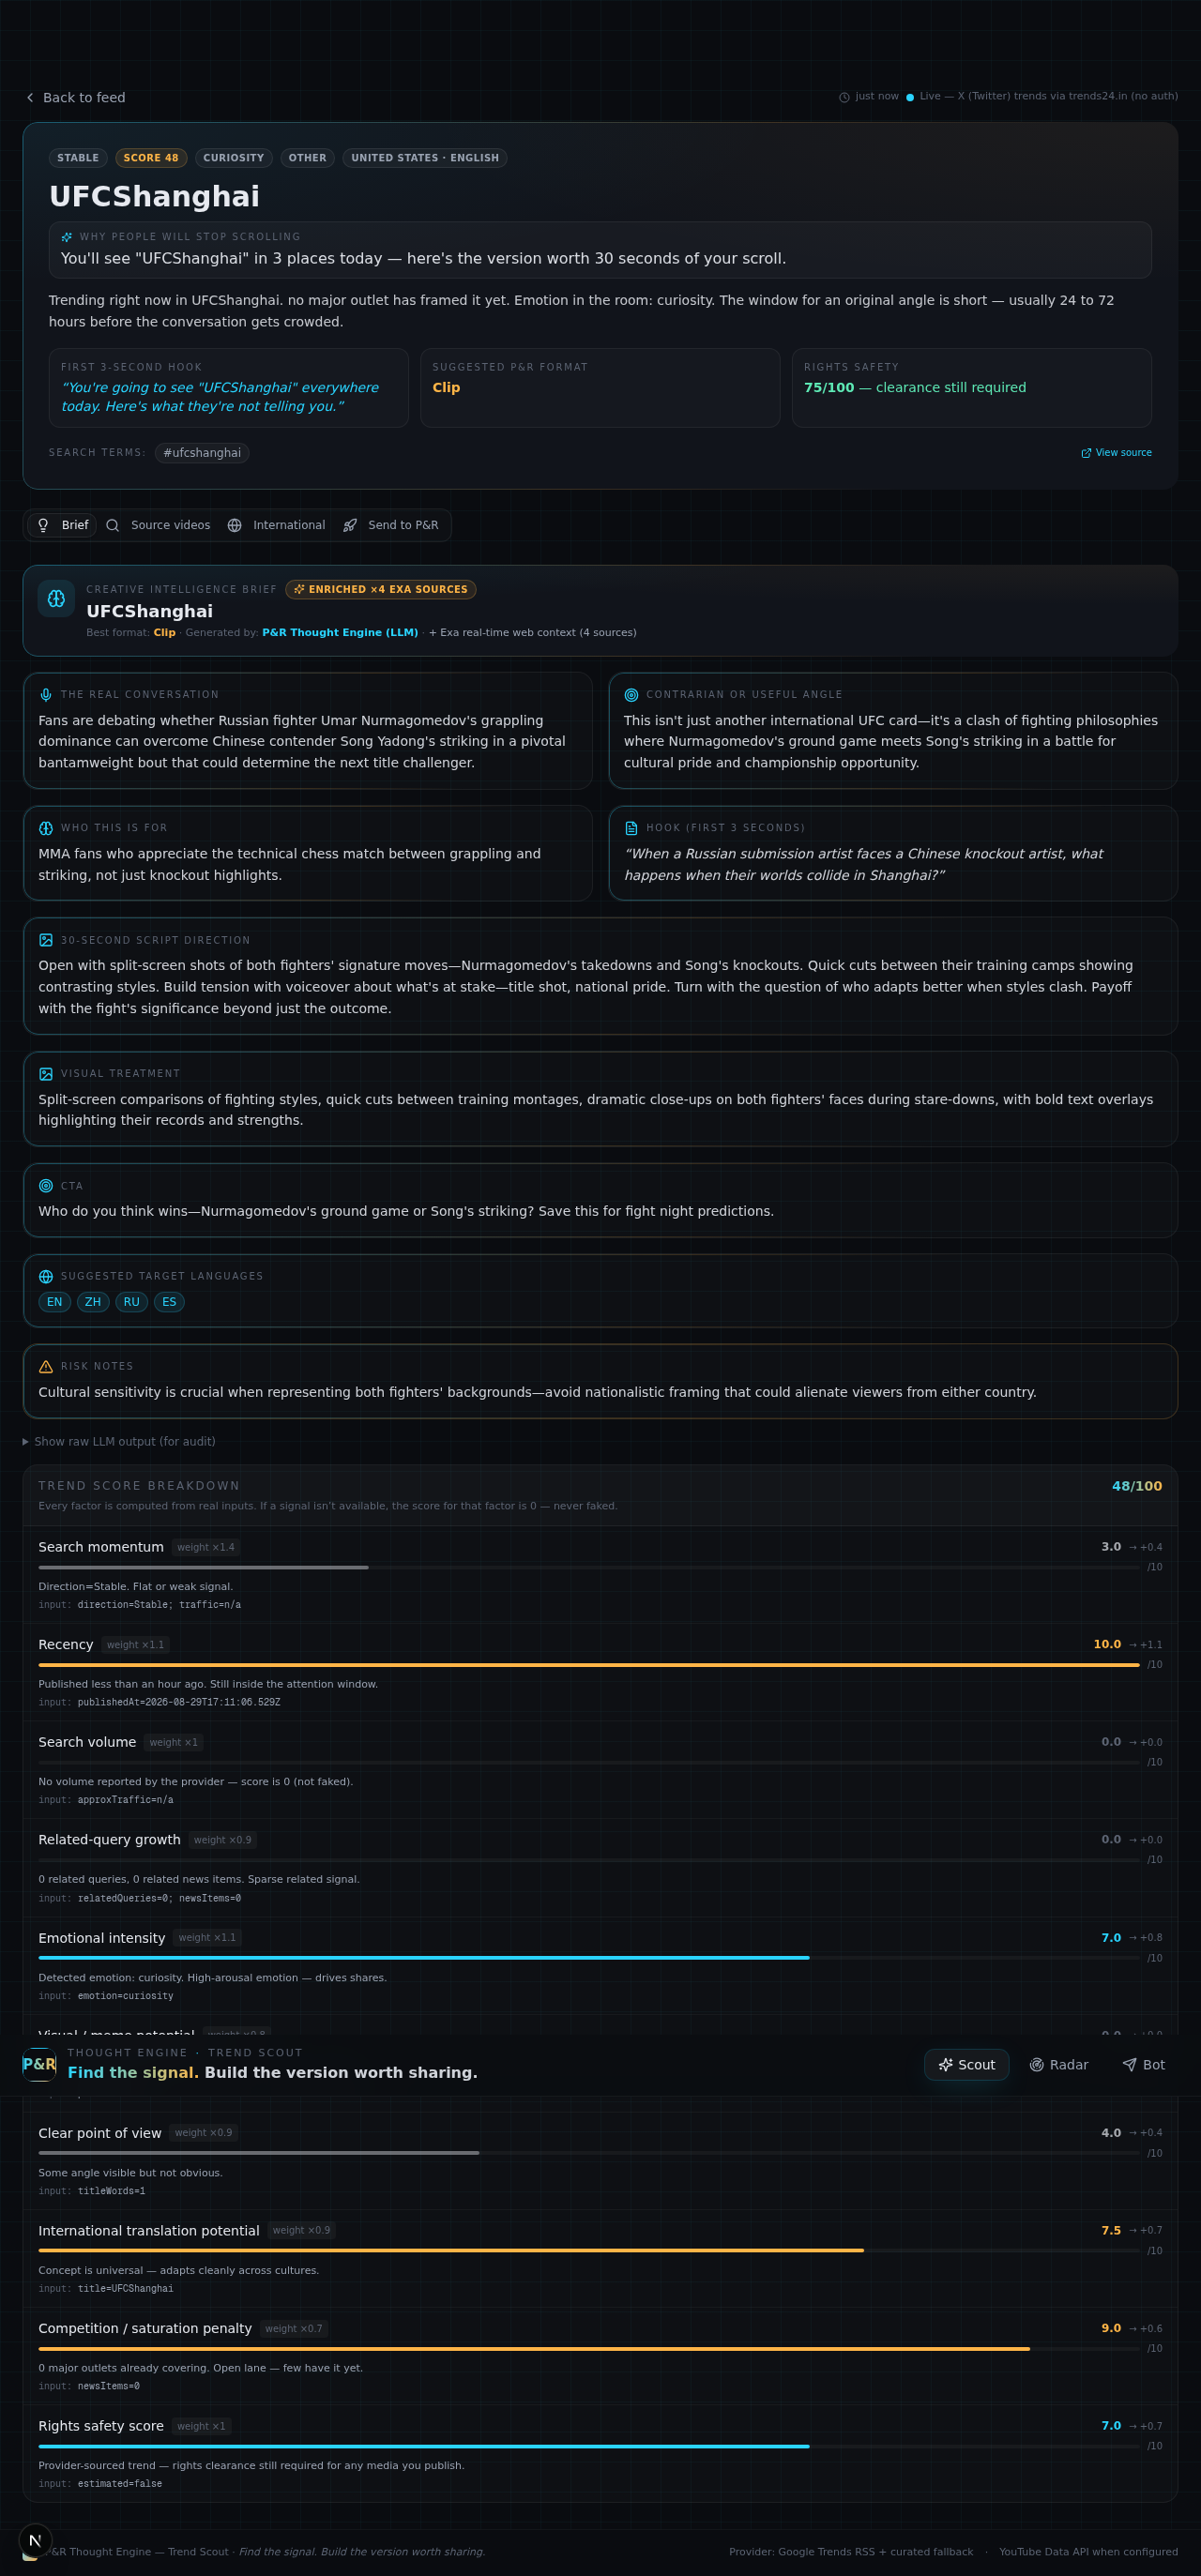 Back to feed
just now Live — X (Twitter) trends via trends24.in (no auth)
STABLE SCORE 48 CURIOSITY OTHER UNITED STATES · ENGLISH
UFCShanghai
WHY PEOPLE WILL STOP SCROLLING
You'll see "UFCShanghai" in 3 places today — here's the version worth 30 seconds of your scroll.
Trending right now in UFCShanghai. no major outlet has framed it yet. Emotion in the room: curiosity. The window for an original angle is short — usually 24 to 72
hours before the conversation gets crowded.
FIRST 3-SECOND HOOK
“You're going to see "UFCShanghai" everywhere
today. Here's what they're not telling you.”
SUGGESTED P&R FORMAT
Clip
RIGHTS SAFETY
75/100 — clearance still required
SEARCH TERMS: #ufcshanghai
View source
Brief Source videos International Send to P&R
CREATIVE INTELLIGENCE BRIEF ENRICHED ×4 EXA SOURCES
UFCShanghai
Best format: Clip · Generated by: P&R Thought Engine (LLM) · + Exa real-time web context (4 sources)
THE REAL CONVERSATION
Fans are debating whether Russian fighter Umar Nurmagomedov's grappling
dominance can overcome Chinese contender Song Yadong's striking in a pivotal
bantamweight bout that could determine the next title challenger.
CONTRARIAN OR USEFUL ANGLE
This isn't just another international UFC card—it's a clash of fighting philosophies
where Nurmagomedov's ground game meets Song's striking in a battle for
cultural pride and championship opportunity.
WHO THIS IS FOR
MMA fans who appreciate the technical chess match between grappling and
striking, not just knockout highlights.
HOOK (FIRST 3 SECONDS)
“When a Russian submission artist faces a Chinese knockout artist, what
happens when their worlds collide in Shanghai?”
30-SECOND SCRIPT DIRECTION
Open with split-screen shots of both fighters' signature moves—Nurmagomedov's takedowns and Song's knockouts. Quick cuts between their training camps showing
contrasting styles. Build tension with voiceover about what's at stake—title shot, national pride. Turn with the question of who adapts better when styles clash. Payoff
with the fight's significance beyond just the outcome.
VISUAL TREATMENT
Split-screen comparisons of fighting styles, quick cuts between training montages, dramatic close-ups on both fighters' faces during stare-downs, with bold text overlays
highlighting their records and strengths.
CTA
Who do you think wins—Nurmagomedov's ground game or Song's striking? Save this for fight night predictions.
SUGGESTED TARGET LANGUAGES
EN ZH RU ES
RISK NOTES
Cultural sensitivity is crucial when representing both fighters' backgrounds—avoid nationalistic framing that could alienate viewers from either country.
Show raw LLM output (for audit)
TREND SCORE BREAKDOWN 48/100
Every factor is computed from real inputs. If a signal isn't available, the score for that factor is 0 — never faked.
Search momentum weight ×1.4 3.0 → +0.4
/10
Direction=Stable. Flat or weak signal.
input: direction=Stable; traffic=n/a
Recency weight ×1.1 10.0 → +1.1
/10
Published less than an hour ago. Still inside the attention window.
input: publishedAt=2026-08-29T17:11:06.529Z
Search volume weight ×1 0.0 → +0.0
/10
No volume reported by the provider — score is 0 (not faked).
input: approxTraffic=n/a
Related-query growth weight ×0.9 0.0 → +0.0
/10
0 related queries, 0 related news items. Sparse related signal.
input: relatedQueries=0; newsItems=0
Emotional intensity weight ×1.1 7.0 → +0.8
/10
Detected emotion: curiosity. High-arousal emotion — drives shares.
input: emotion=curiosity
Visual / meme potential weight ×0.8 0.0 → +0.0
P&R THOUGHT ENGINE · TREND SCOUT
Find the signal. Build the version worth sharing.
Scout Radar Bot
Clear point of view weight ×0.9 4.0 → +0.4
/10
Some angle visible but not obvious.
input: titleWords=1
International translation potential weight ×0.9 7.5 → +0.7
/10
Concept is universal — adapts cleanly across cultures.
input: title=UFCShanghai
Competition / saturation penalty weight ×0.7 9.0 → +0.6
/10
0 major outlets already covering. Open lane — few have it yet.
input: newsItems=0
Rights safety score weight ×1 7.0 → +0.7
/10
Provider-sourced trend — rights clearance still required for any media you publish.
input: estimated=false
N
&R Thought Engine — Trend Scout · Find the signal. Build the version worth sharing.
Provider: Google Trends RSS + curated fallback · YouTube Data API when configured